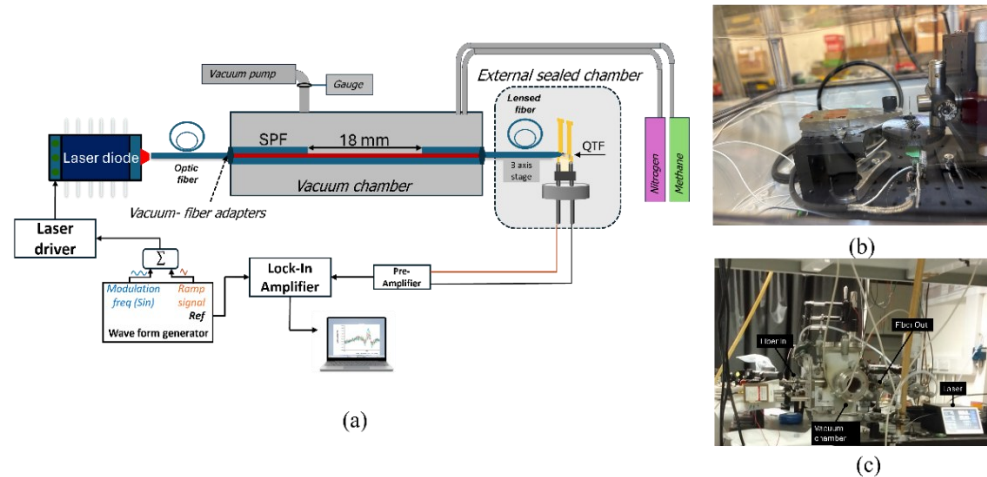 Vacuum pump
Gauge
External sealed chamber
Lensed
fiber
Laser diode
Optic
fiber
SPF
18 mm
Vacuum chamber
3 axis
stage
QTF
Nitrogen
Methane
Vacuum- fiber adapters
Laser
driver
Σ
Modulation
freq (Sin)
Ramp
signal
Ref
Wave form generator
Lock-In
Amplifier
Pre-
Amplifier
(a)
(b)
Fiber In
Fiber Out
Laser
Vacuum
chamber
(c)